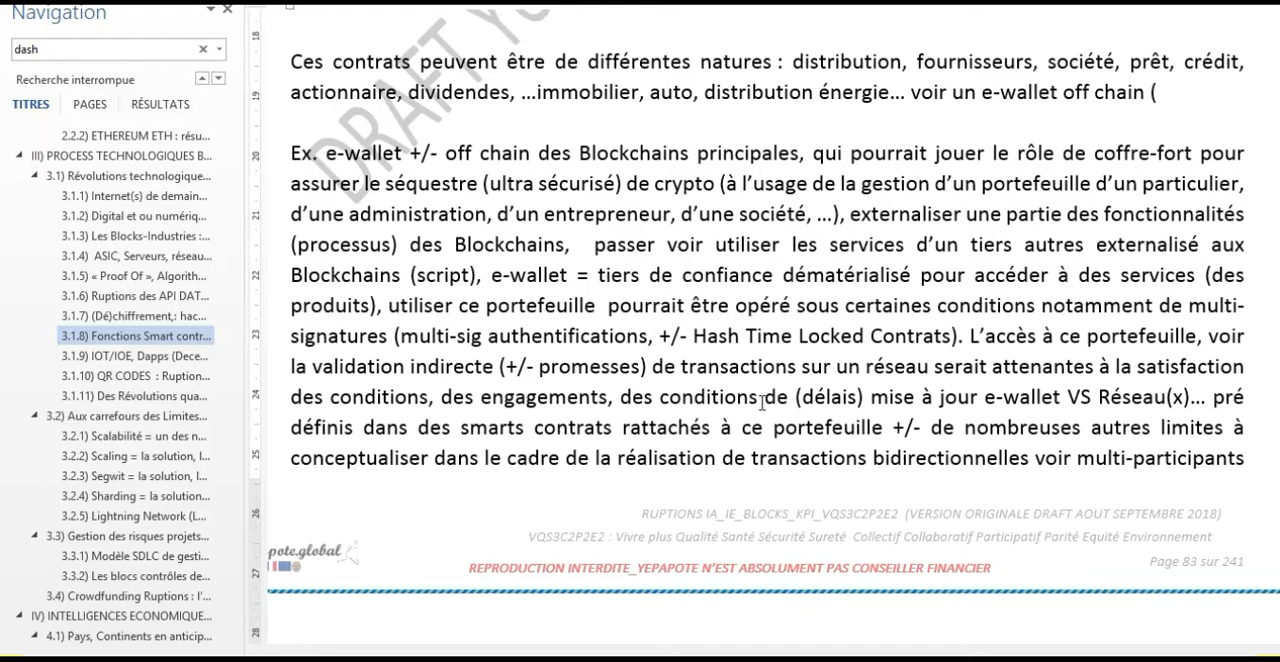 Navigation
dash
Recherche interrompue
TITRES PAGES RÉSULTATS
2.2.2) ETHEREUM ETH : résu...
III) PROCESS TECHNOLOGIQUES B...
3.1) Révolutions technologique...
3.1.1) Internet(s) de demain...
3.1.2) Digital et ou numériq...
3.1.3) Les Blocks-Industries :...
3.1.4) ASIC, Serveurs, réseau...
3.1.5) « Proof Of », Algorith...
3.1.6) Ruptions des API DAT...
3.1.7) (Dé)chiffrement,: hac...
3.1.8) Fonctions Smart contr...
3.1.9) IOT/IOE, Dapps (Dece...
3.1.10) QR CODES : Ruption...
3.1.11) Des Révolutions qua...
3.2) Aux carrefours des Limites...
3.2.1) Scalabilité = un des n...
3.2.2) Scaling = la solution, l...
3.2.3) Segwit = la solution, l...
3.2.4) Sharding = la solution...
3.2.5) Lightning Network (L...
3.3) Gestion des risques projets...
3.3.1) Modèle SDLC de gesti...
3.3.2) Les blocs contrôles de...
3.4) Crowdfunding Ruptions : l'...
IV) INTELLIGENCES ECONOMIQUE...
4.1) Pays, Continents en anticip...
18
19
20
21
22
23
24
25
26
27
28
DRAFT
Ces contrats peuvent être de différentes natures : distribution, fournisseurs, société, prêt, crédit,
actionnaire, dividendes, ...immobilier, auto, distribution énergie... voir un e-wallet off chain (
Ex. e-wallet +/- off chain des Blockchains principales, qui pourrait jouer le rôle de coffre-fort pour
assurer le séquestre (ultra sécurisé) de crypto (à l'usage de la gestion d'un portefeuille d'un particulier,
d'une administration, d'un entrepreneur, d'une société, ...), externaliser une partie des fonctionnalités
(processus) des Blockchains, passer voir utiliser les services d'un tiers autres externalisé aux
Blockchains (script), e-wallet = tiers de confiance dématérialisé pour accéder à des services (des
produits), utiliser ce portefeuille pourrait être opéré sous certaines conditions notamment de multi-
signatures (multi-sig authentifications, +/- Hash Time Locked Contrats). L'accès à ce portefeuille, voir
la validation indirecte (+/- promesses) de transactions sur un réseau serait attenantes à la satisfaction
des conditions, des engagements, des conditions de (délais) mise à jour e-wallet VS Réseau(x)... pré
définis dans des smarts contrats rattachés à ce portefeuille +/- de nombreuses autres limites à
conceptualiser dans le cadre de la réalisation de transactions bidirectionnelles voir multi-participants
RUPTIONS IA_IE_BLOCKS_KPI_VQS3C2P2E2 (VERSION ORIGINALE DRAFT AOUT SEPTEMBRE 2018)
VQS3C2P2E2 : Vivre plus Qualité Santé Sécurité Sureté Collectif Collaboratif Participatif Parité Equité Environnement
pote.global
Page 83 sur 241
REPRODUCTION INTERDITE_YEPAPOTE N'EST ABSOLUMENT PAS CONSEILLER FINANCIER